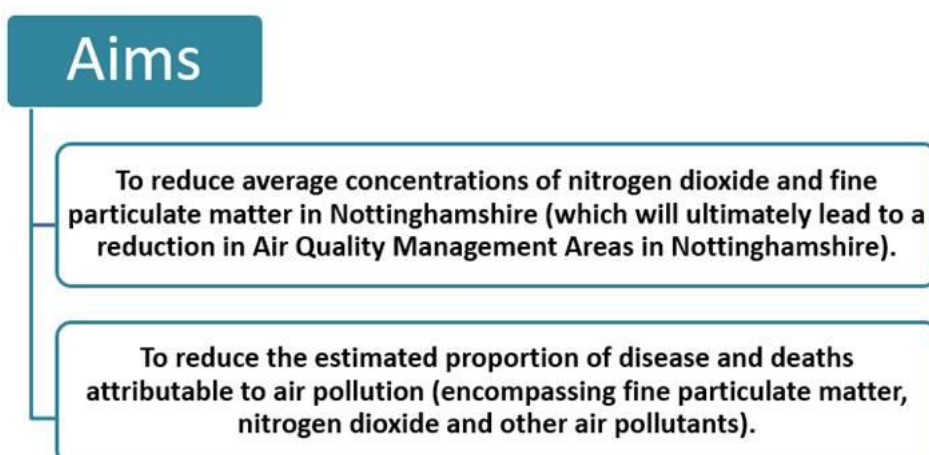 Aims
To reduce average concentrations of nitrogen dioxide and fine
particulate matter in Nottinghamshire (which will ultimately lead to a
reduction in Air Quality Management Areas in Nottinghamshire).
To reduce the estimated proportion of disease and deaths
attributable to air pollution (encompassing fine particulate matter,
nitrogen dioxide and other air pollutants).